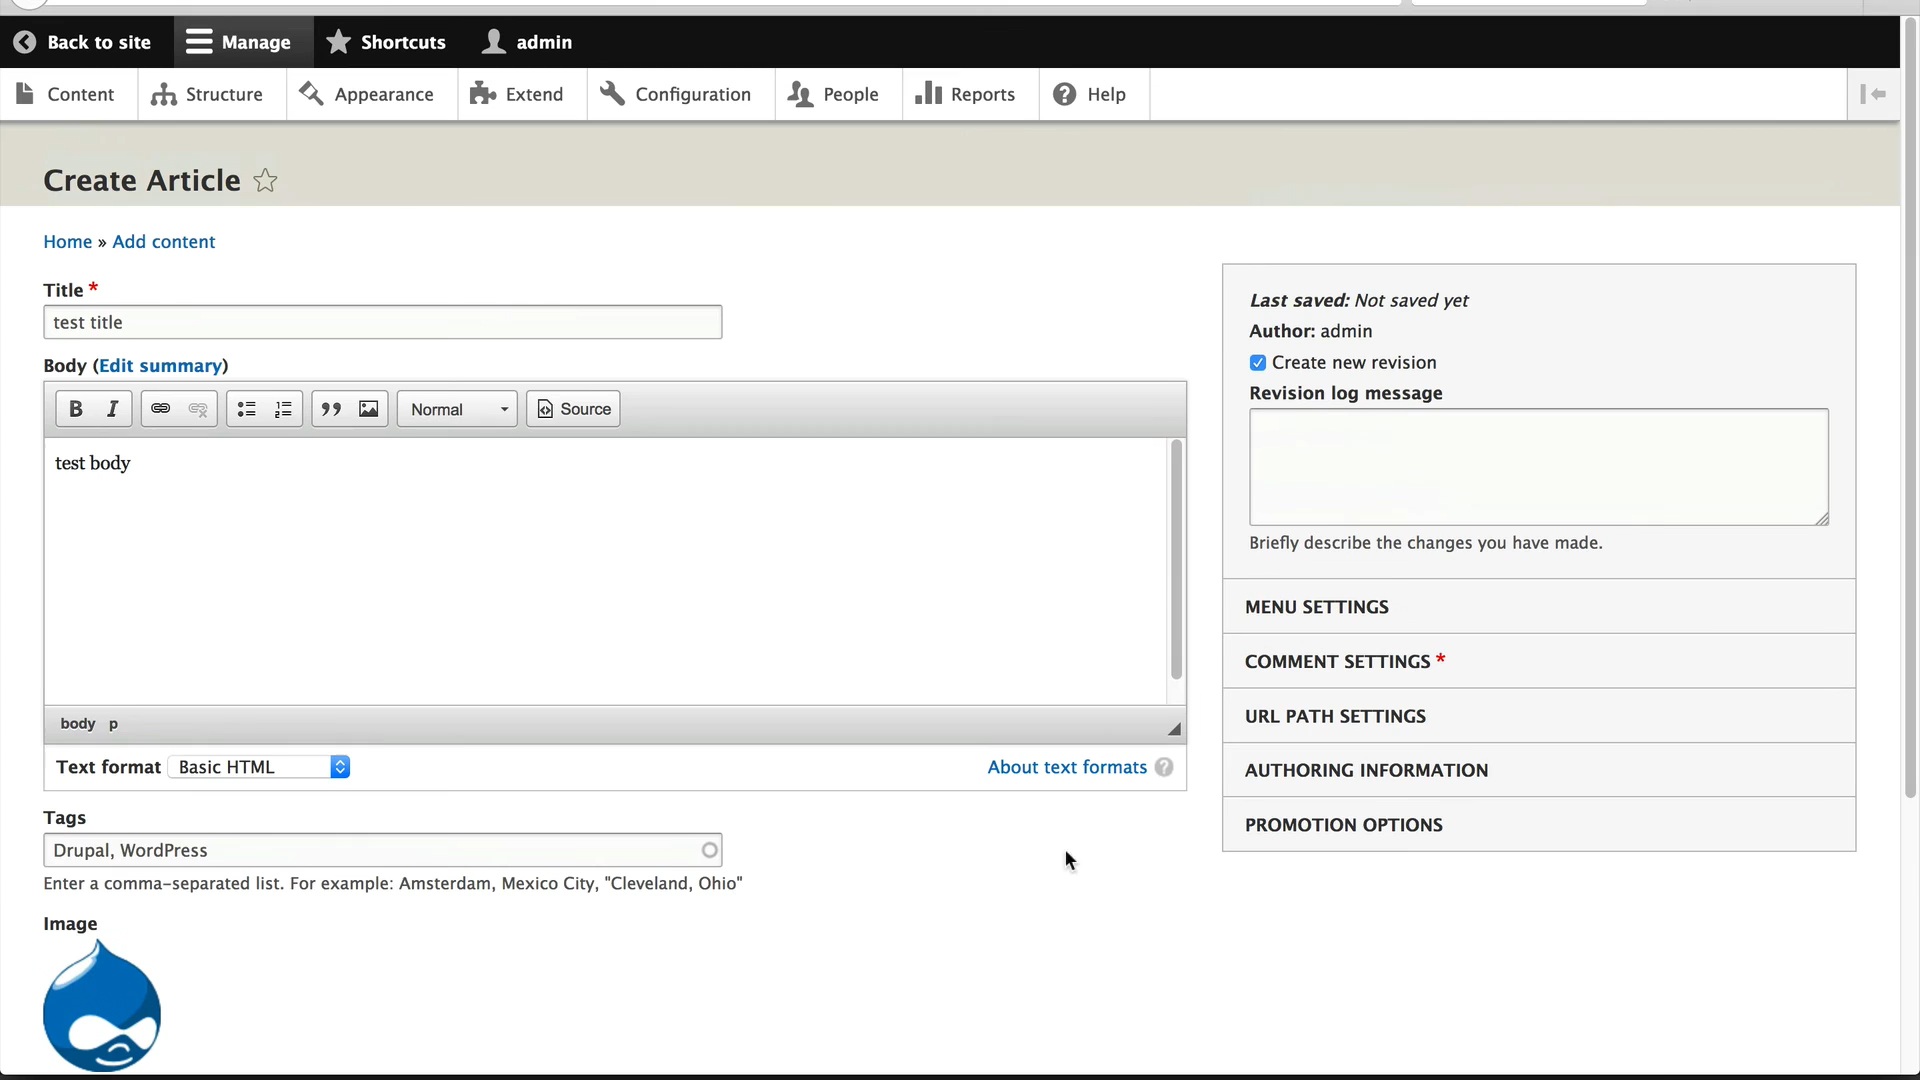 Back to site Manage Shortcuts admin
Content Structure Appearance Extend Configuration People Reports Help
Create Article
Home » Add content
Title *
test title
Body (Edit summary)
B I Normal Source
test body
body p
Text format Basic HTML About text formats ?
Tags
Drupal, WordPress
Enter a comma-separated list. For example: Amsterdam, Mexico City, "Cleveland, Ohio"
Image
Last saved: Not saved yet
Author: admin
Create new revision
Revision log message
Briefly describe the changes you have made.
MENU SETTINGS
COMMENT SETTINGS *
URL PATH SETTINGS
AUTHORING INFORMATION
PROMOTION OPTIONS